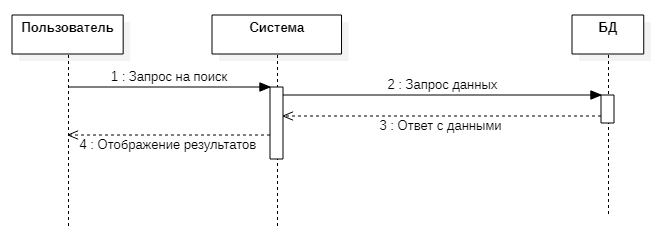 Пользователь
Система
БД
1 : Запрос на поиск
2 : Запрос данных
3 : Ответ с данными
4 : Отображение результатов